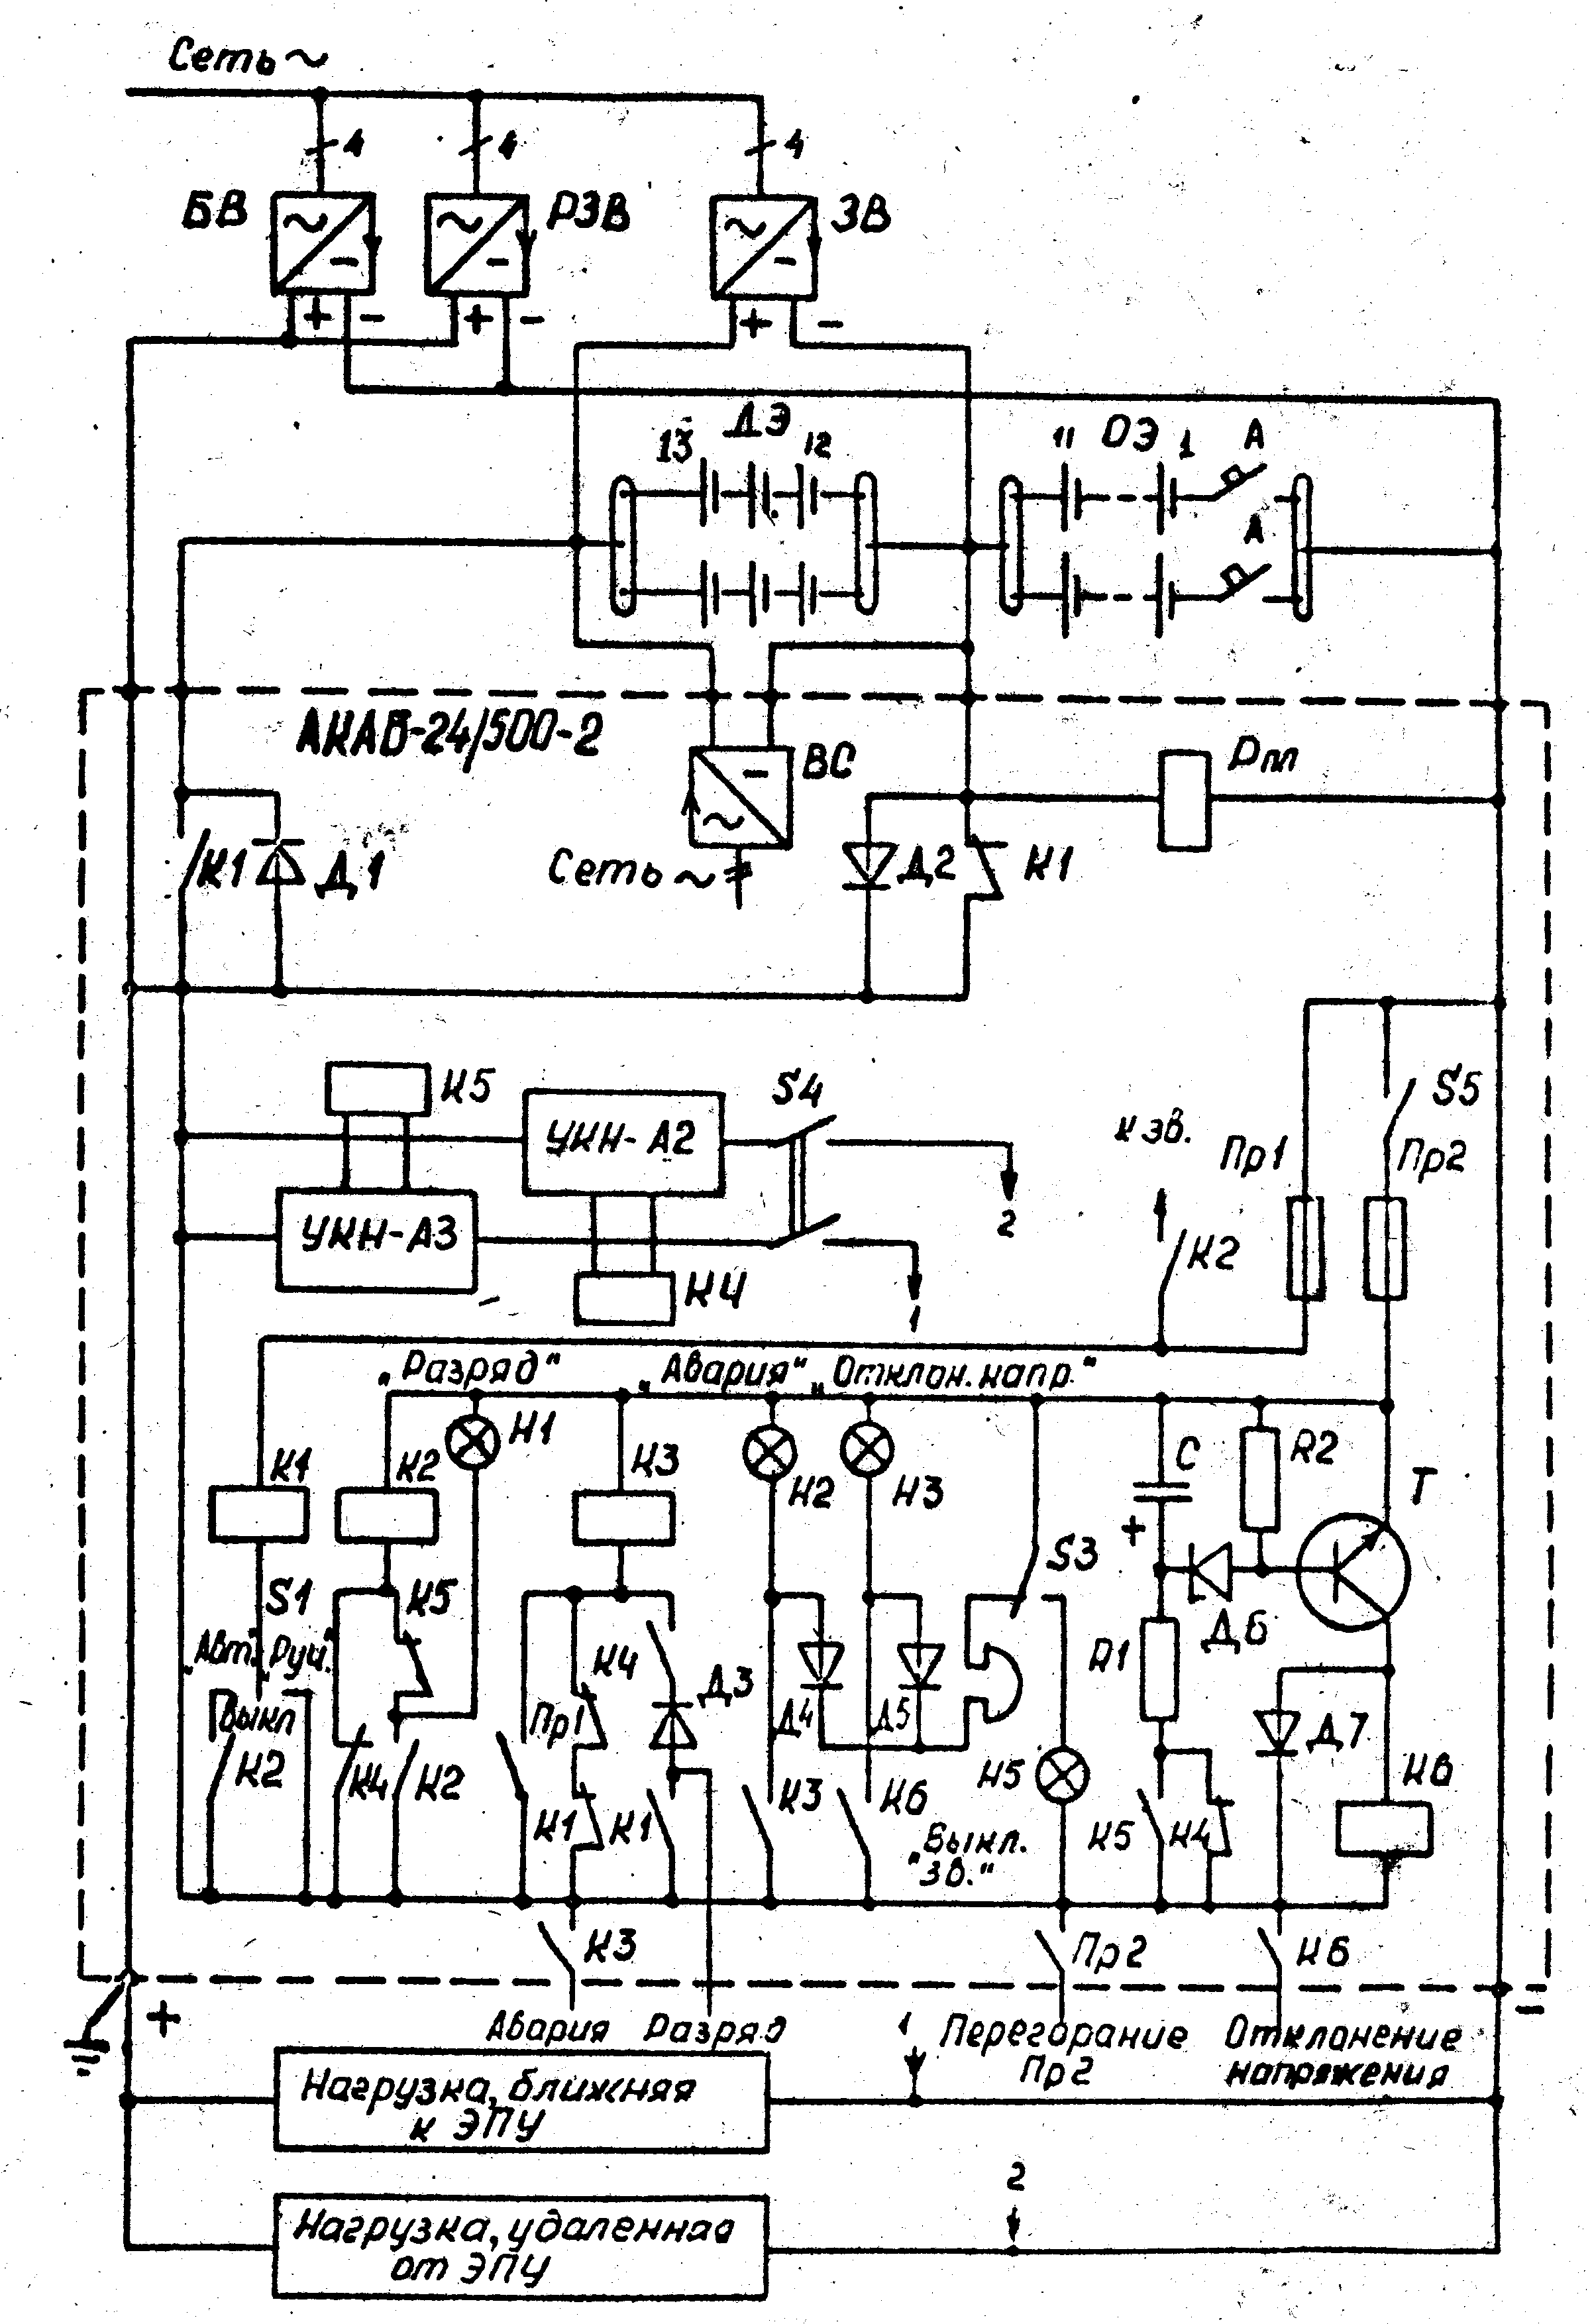 Сеть ~
4
4
4
БВ
РЗВ
ЗВ
~
-
~
-
~
-
+ -
+ -
+ -
ДЭ
13
12
11 ОЭ 1
А
А
АКАВ-24/500-2
ВС
-
~
Рпл
Сеть ~
К1
Д1
Д2
К1
К5
УКН-А2
S4
S5
к зв.
Пр1
Пр2
УКН-А3
2
К2
К4
1
„Разряд“
„Авария“
„Отклон. напр.“
К1
К2
Н1
К3
Н2
Н3
С
+
R2
Т
S3
S1
К5
„Авт.“
„Руч.“
Выкл
К4
Д3
Д4
Д5
R1
Д6
Пр1
Д7
К2
К4
К2
К1
К1
К3
К6
Н5
К5
К4
К6
„Выкл.
зв.“
К3
Пр2
К6
+
-
Авария
Разряд
1
Перегорание
Пр2
Отклонение
напряжения
Нагрузка, ближняя
к ЭПУ
2
Нагрузка, удаленная
от ЭПУ